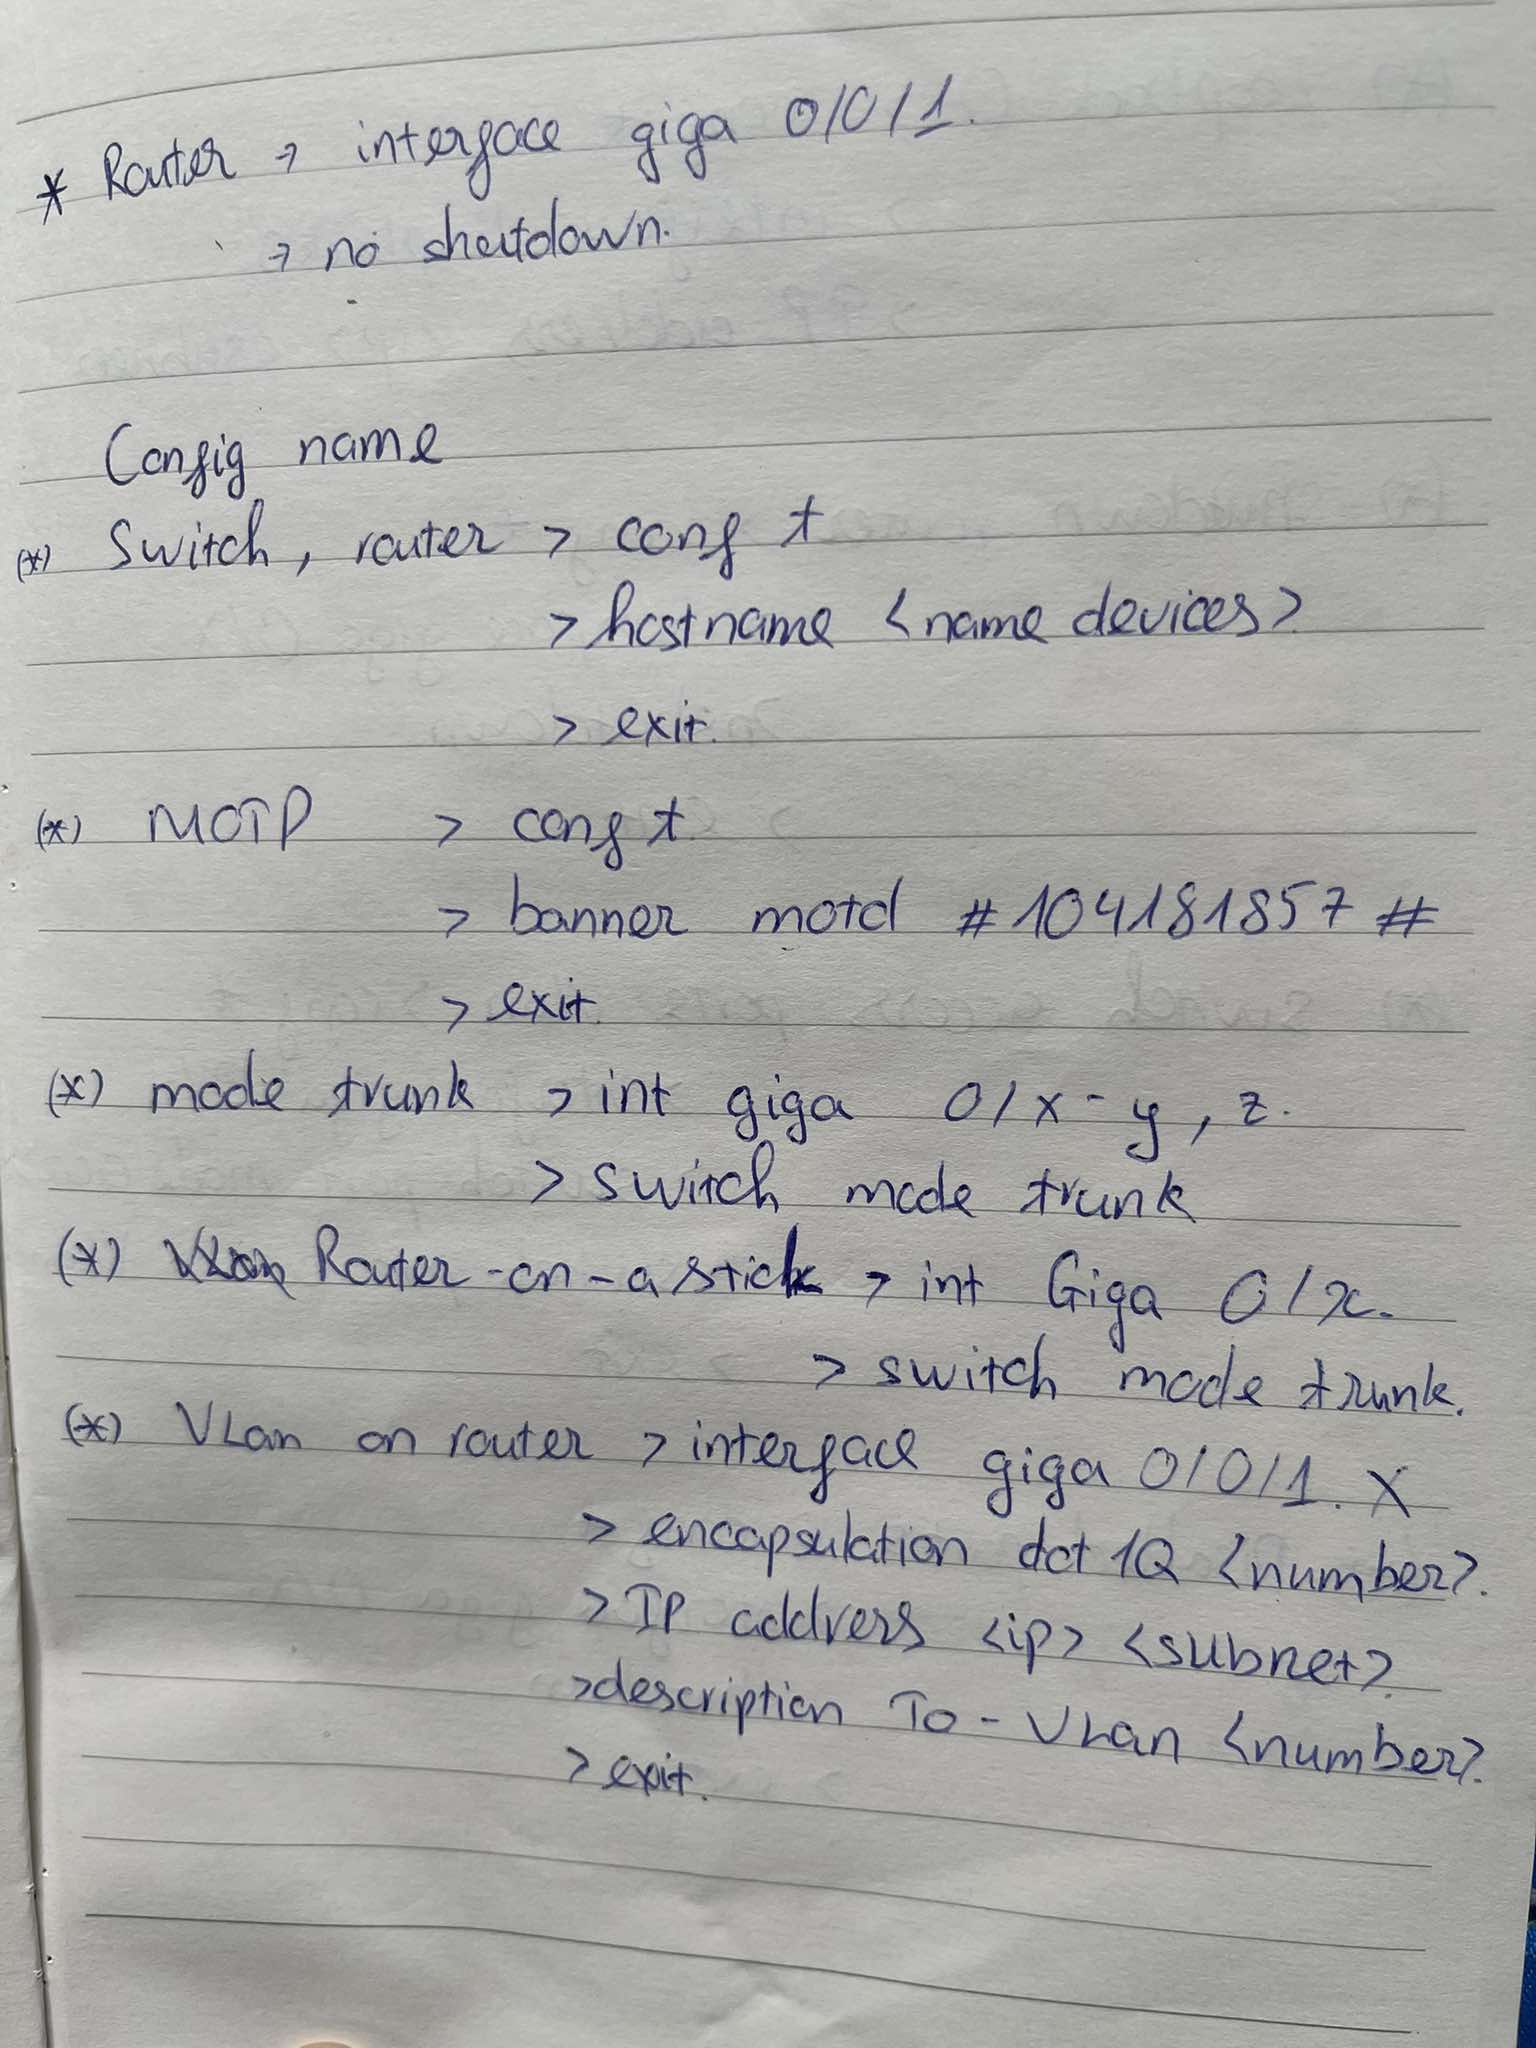 * Router → interface giga 0/0/1.
→ no shutdown.
Config name
(*) Switch, router > conf t
> hostname <name devices>
> exit.
(*) MOTD > conf t
> banner motd #104181857#
> exit.
(*) mode trunk > int giga 0/x-y, z.
> switch mode trunk
(*) Router-on-a stick > int Giga 0/x.
> switch mode trunk.
(*) VLan on router > interface giga 0/0/1.X
> encapsulation dot 1Q <number>.
> IP address <ip> <subnet>
> description To - VLan <number>.
> exit.